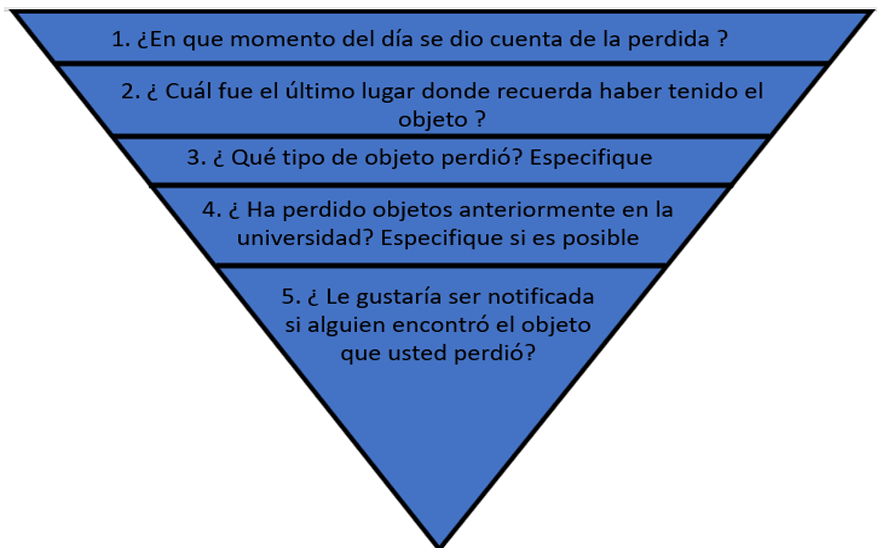 1. ¿En que momento del día se dio cuenta de la perdida ?
2. ¿ Cuál fue el último lugar donde recuerda haber tenido el
objeto ?
3. ¿ Qué tipo de objeto perdió? Especifique
4. ¿ Ha perdido objetos anteriormente en la
universidad? Especifique si es posible
5. ¿ Le gustaría ser notificada
si alguien encontró el objeto
que usted perdió?